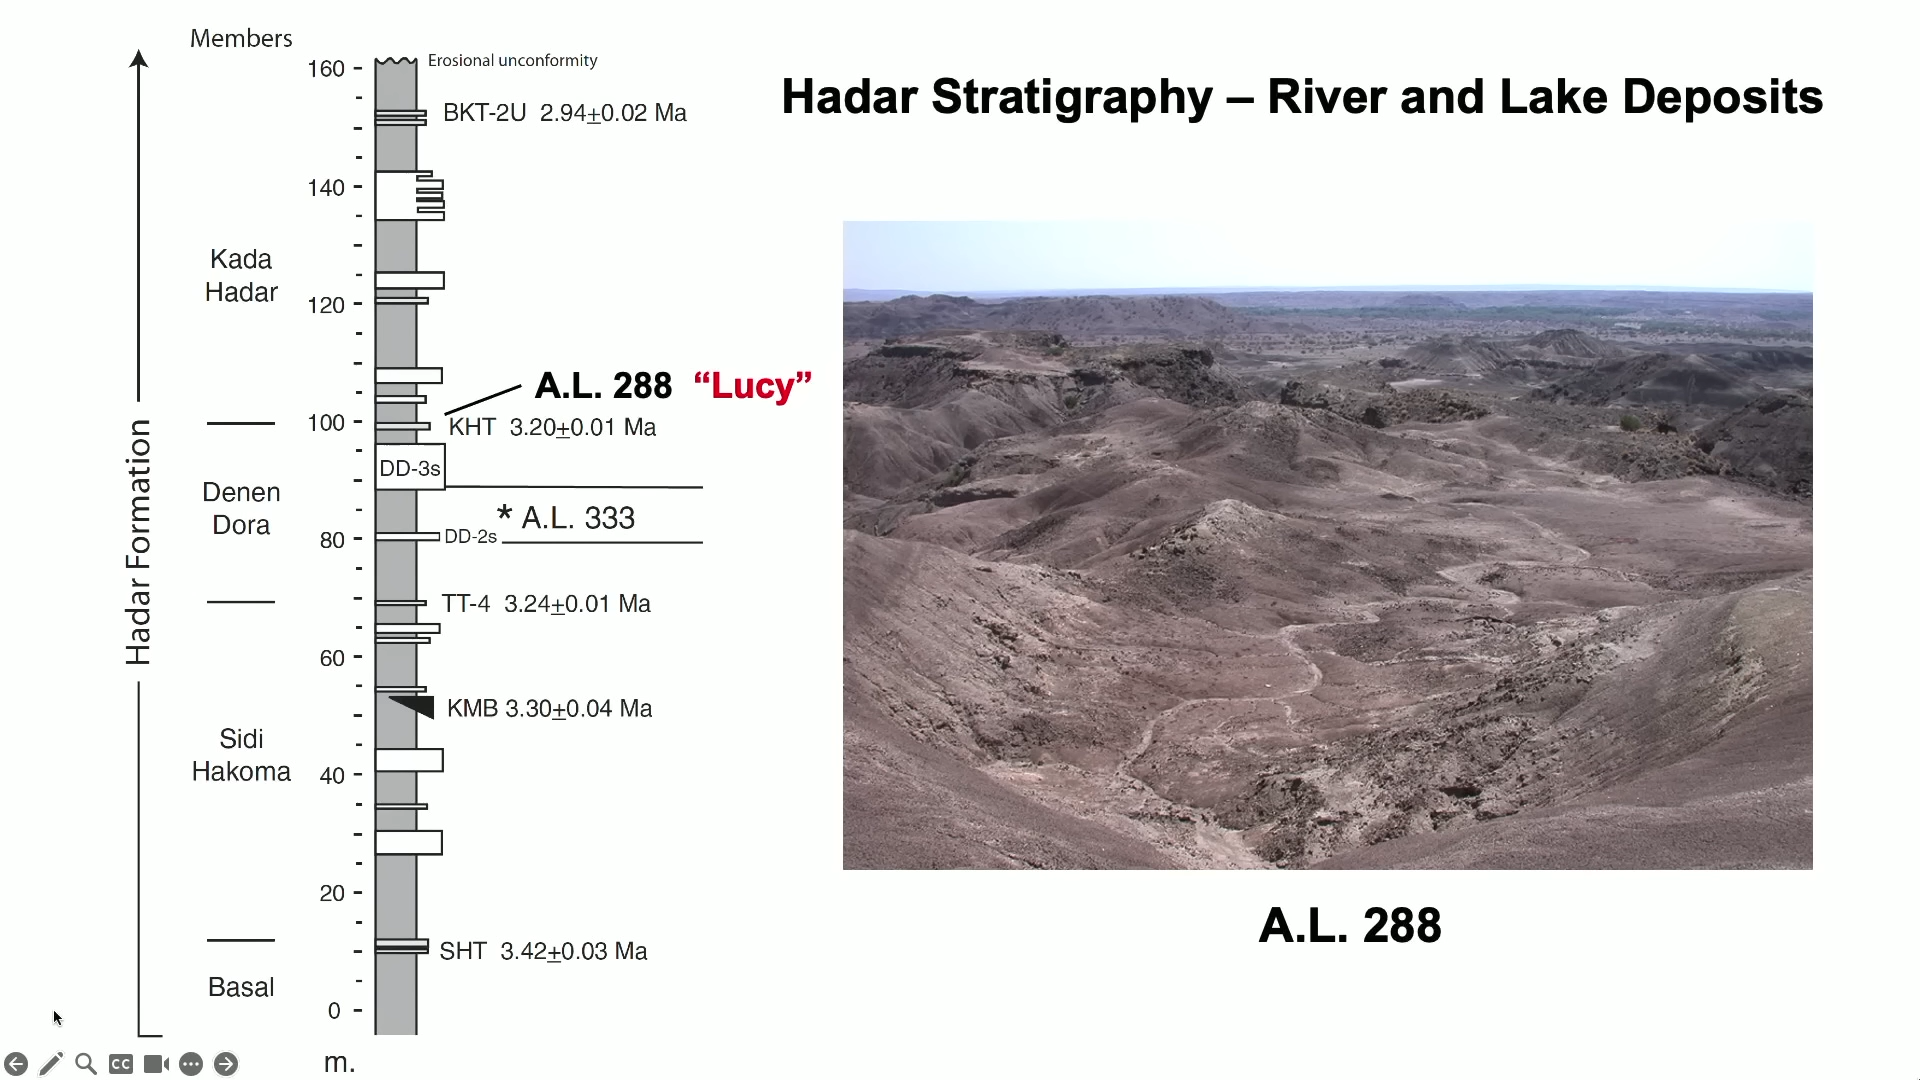 Hadar Stratigraphy – River and Lake Deposits
Members
Hadar Formation
Kada
Hadar
Denen
Dora
Sidi
Hakoma
Basal
160
140
120
100
80
60
40
20
0
m.
Erosional unconformity
BKT-2U 2.94±0.02 Ma
A.L. 288 “Lucy”
KHT 3.20±0.01 Ma
DD-3s
* A.L. 333
DD-2s
TT-4 3.24±0.01 Ma
KMB 3.30±0.04 Ma
SHT 3.42±0.03 Ma
A.L. 288
CC